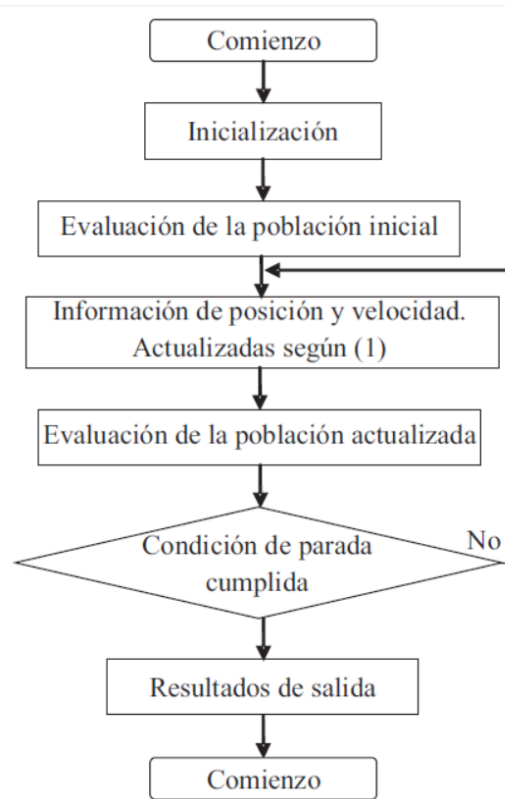 Comienzo
Inicialización
Evaluación de la población inicial
Información de posición y velocidad.
Actualizadas según (1)
Evaluación de la población actualizada
Condición de parada
No
cumplida
Resultados de salida
Comienzo